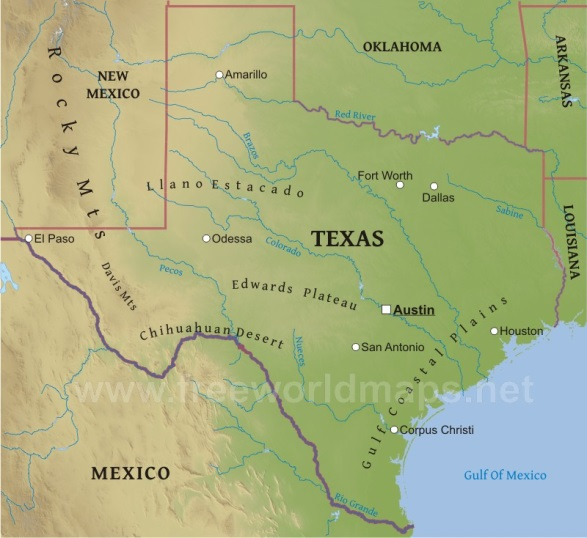 OKLAHOMA
ARKANSAS
NEW
MEXICO
Amarillo
Rocky Mts
Red River
Brazos
Fort Worth
Dallas
Llano Estacado
Sabine
LOUISIANA
El Paso
Odessa
TEXAS
Colorado
Pecos
Davis Mts
Edwards Plateau
Austin
Chihuahuan Desert
Houston
Nueces
San Antonio
Gulf Coastal Plains
www.freeworldmaps.net
Corpus Christi
MEXICO
Gulf Of Mexico
Rio Grande